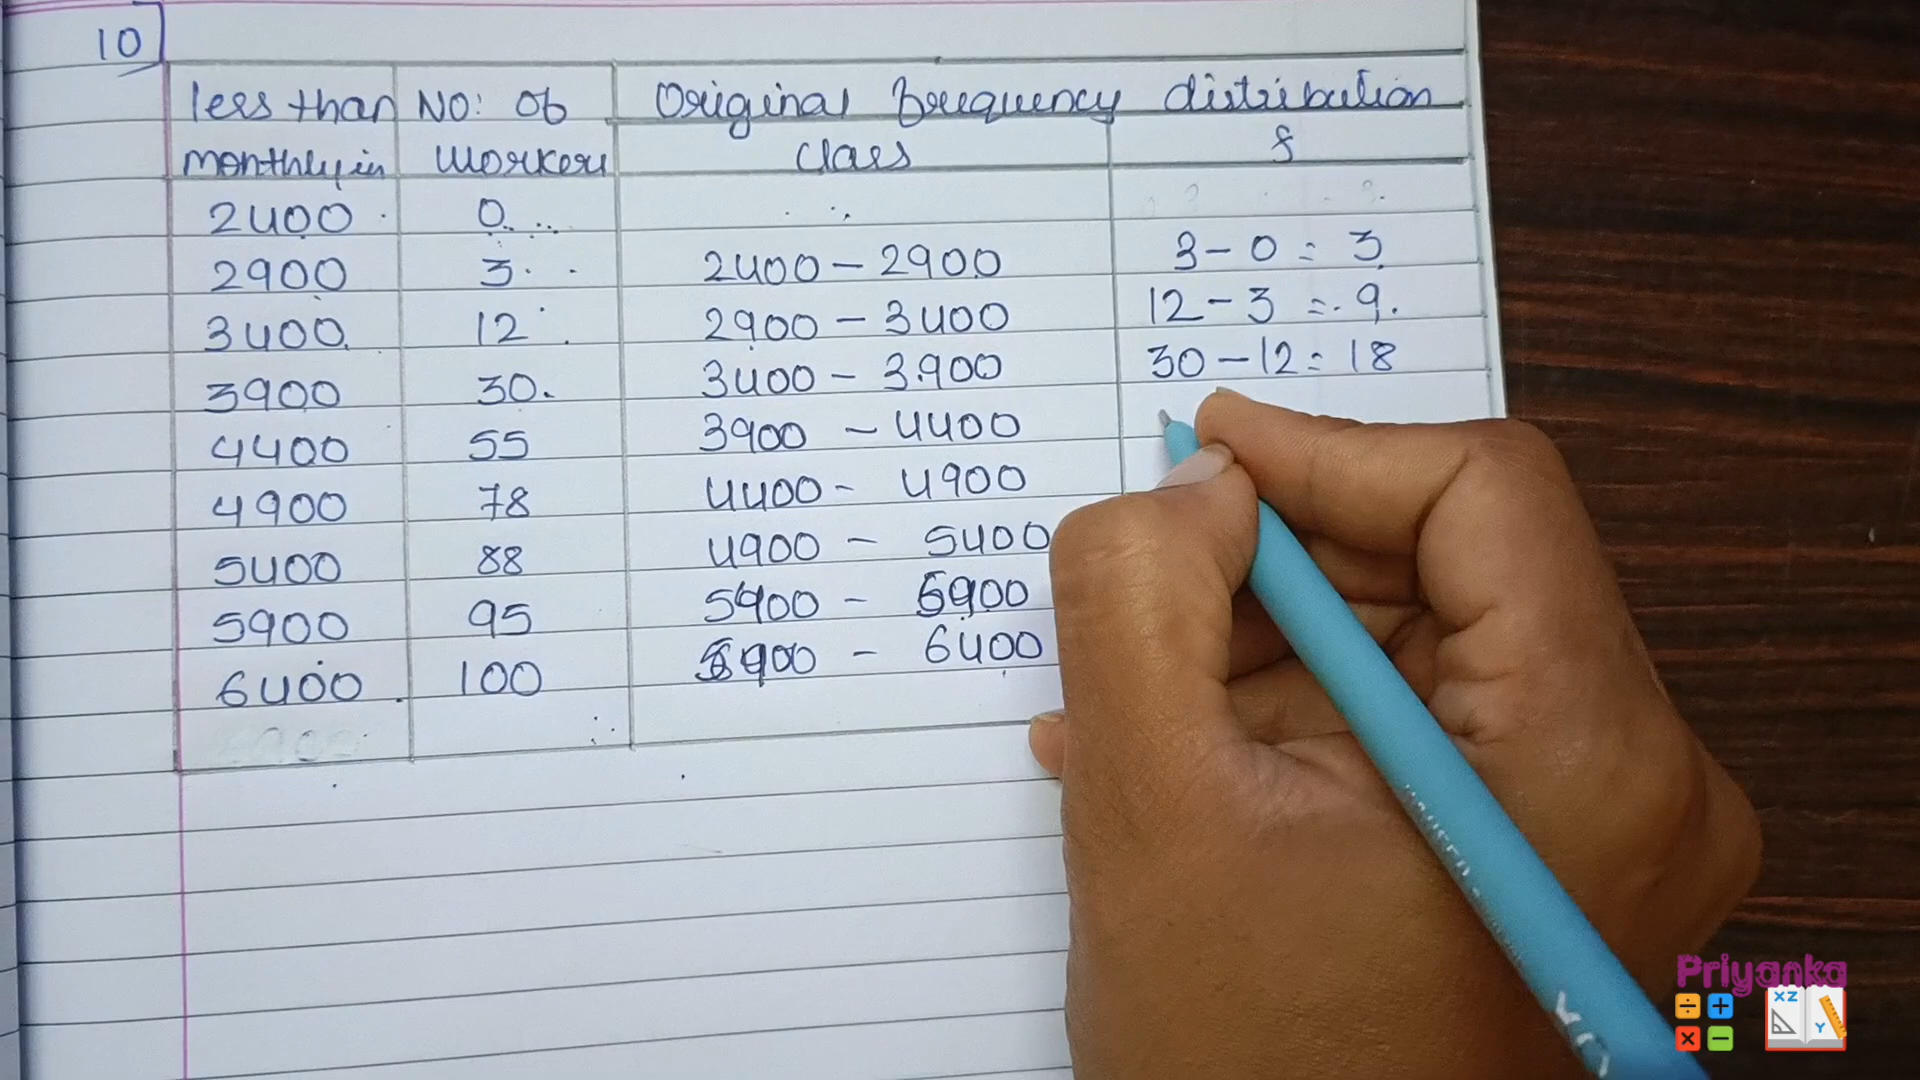 10
less than NO: of Original frequency distribution
monthly in workers class f
2400 0
2900 3 2400 - 2900 3 - 0 = 3
3400 12 2900 - 3400 12 - 3 = 9
3900 30 3400 - 3900 30 - 12 = 18
4400 55 3900 - 4400
4900 78 4400 - 4900
5400 88 4900 - 5400
5900 95 5400 - 5900
6400 100 5900 - 6400
Priyanka
XZ
Y